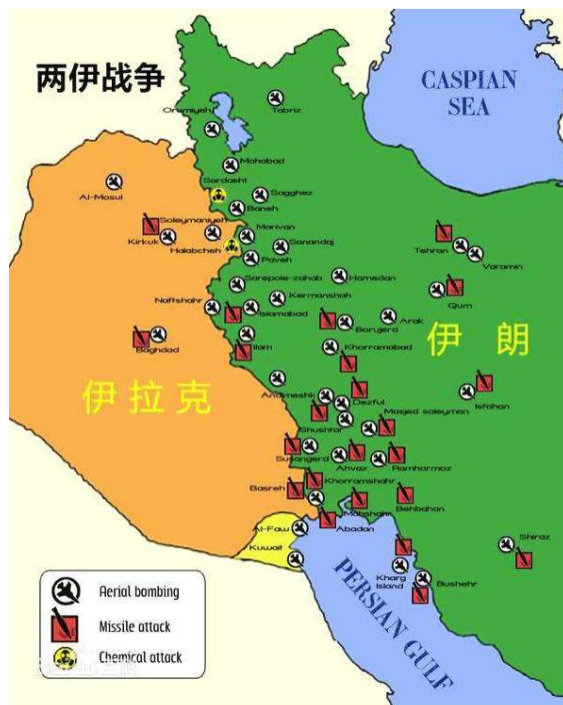 两伊战争
CASPIAN
SEA
Orumiyeh
Tabriz
Mahabad
Sardasht
Saqqhez
Baneh
Al-Mosul
Soleymaniyeh
Marivan
Kirkuk
Halabcheh
Sanandaj
Paveh
Tehran
Varamin
Sarepole-zahab
Hamedan
Qum
Kermanshah
Naftshahr
Islamabad
Arak
Borujerd
伊 朗
Baghdad
Ilam
Khorramabad
伊拉克
Andimeshk
Dezful
Isfahan
Masjed soleyman
Shushtar
Susangerd
Ahvaz
Ramhormoz
Khorramshahr
Basreh
Behbahan
Mahshahr
Abadan
Al-Faw
Kuwait
Shiraz
Kharg
Island
Bushehr
PERSIAN GULF
Aerial bombing
Missile attack
Chemical attack